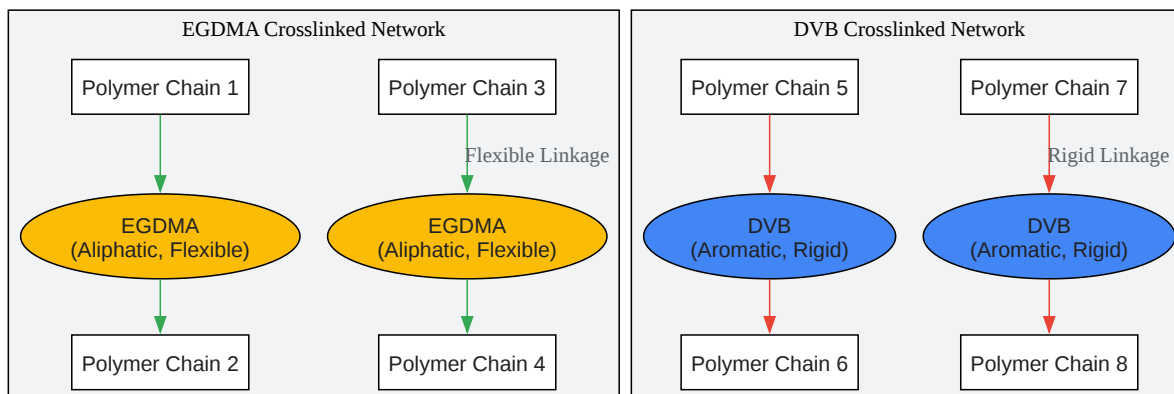 EGDMA Crosslinked Network
Polymer Chain 1
Polymer Chain 3
Flexible Linkage
EGDMA
(Aliphatic, Flexible)
EGDMA
(Aliphatic, Flexible)
Polymer Chain 2
Polymer Chain 4
DVB Crosslinked Network
Polymer Chain 5
Polymer Chain 7
Rigid Linkage
DVB
(Aromatic, Rigid)
DVB
(Aromatic, Rigid)
Polymer Chain 6
Polymer Chain 8